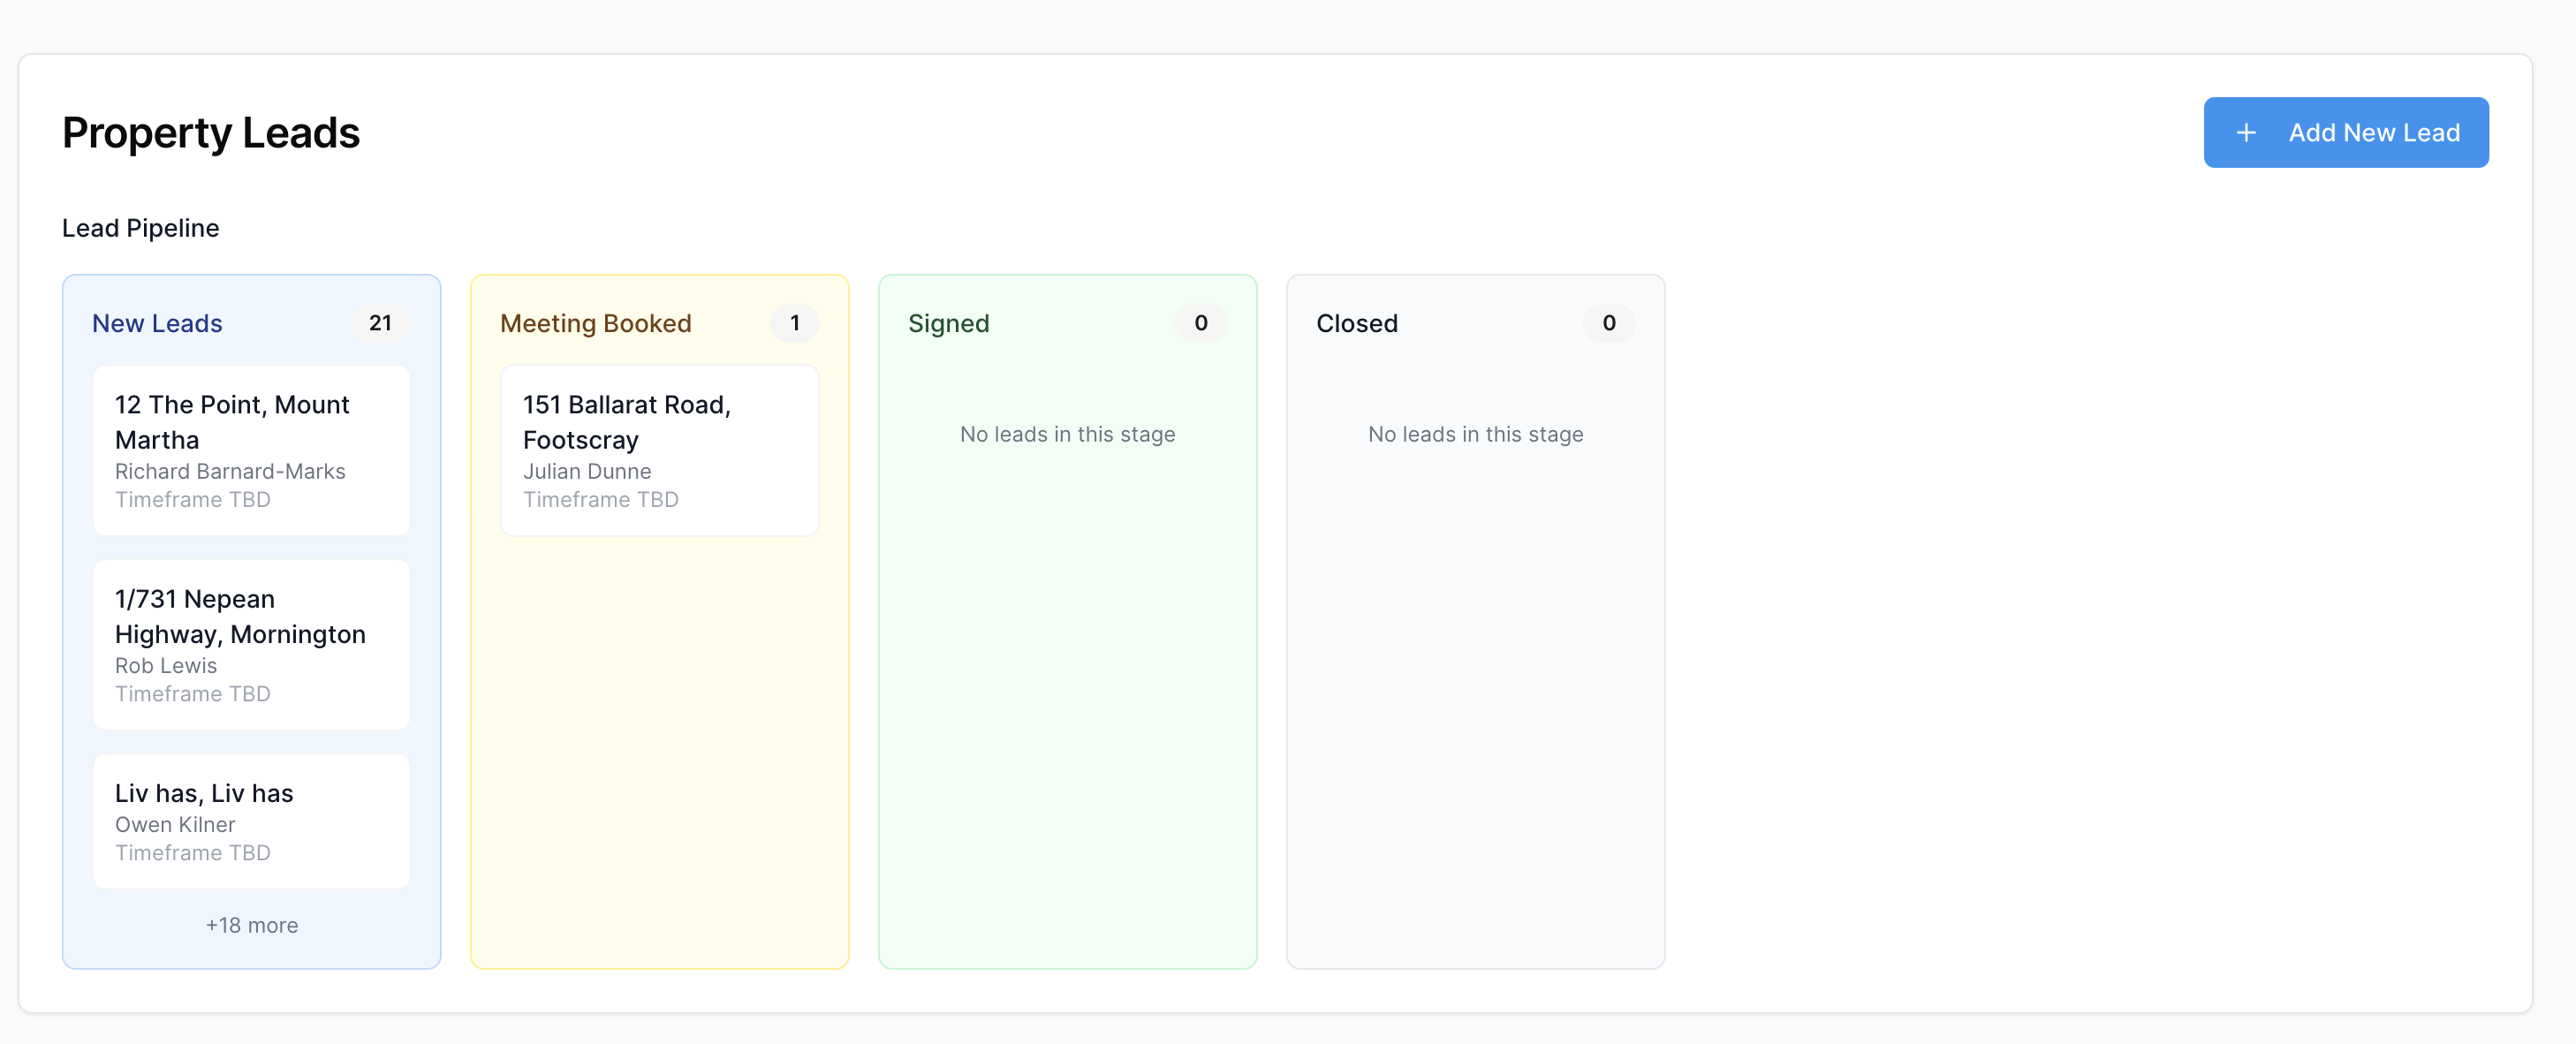 Property Leads
+ Add New Lead
Lead Pipeline
New Leads 21
12 The Point, Mount
Martha
Richard Barnard-Marks
Timeframe TBD
1/731 Nepean
Highway, Mornington
Rob Lewis
Timeframe TBD
Liv has, Liv has
Owen Kilner
Timeframe TBD
+18 more
Meeting Booked 1
151 Ballarat Road,
Footscray
Julian Dunne
Timeframe TBD
Signed 0
No leads in this stage
Closed 0
No leads in this stage